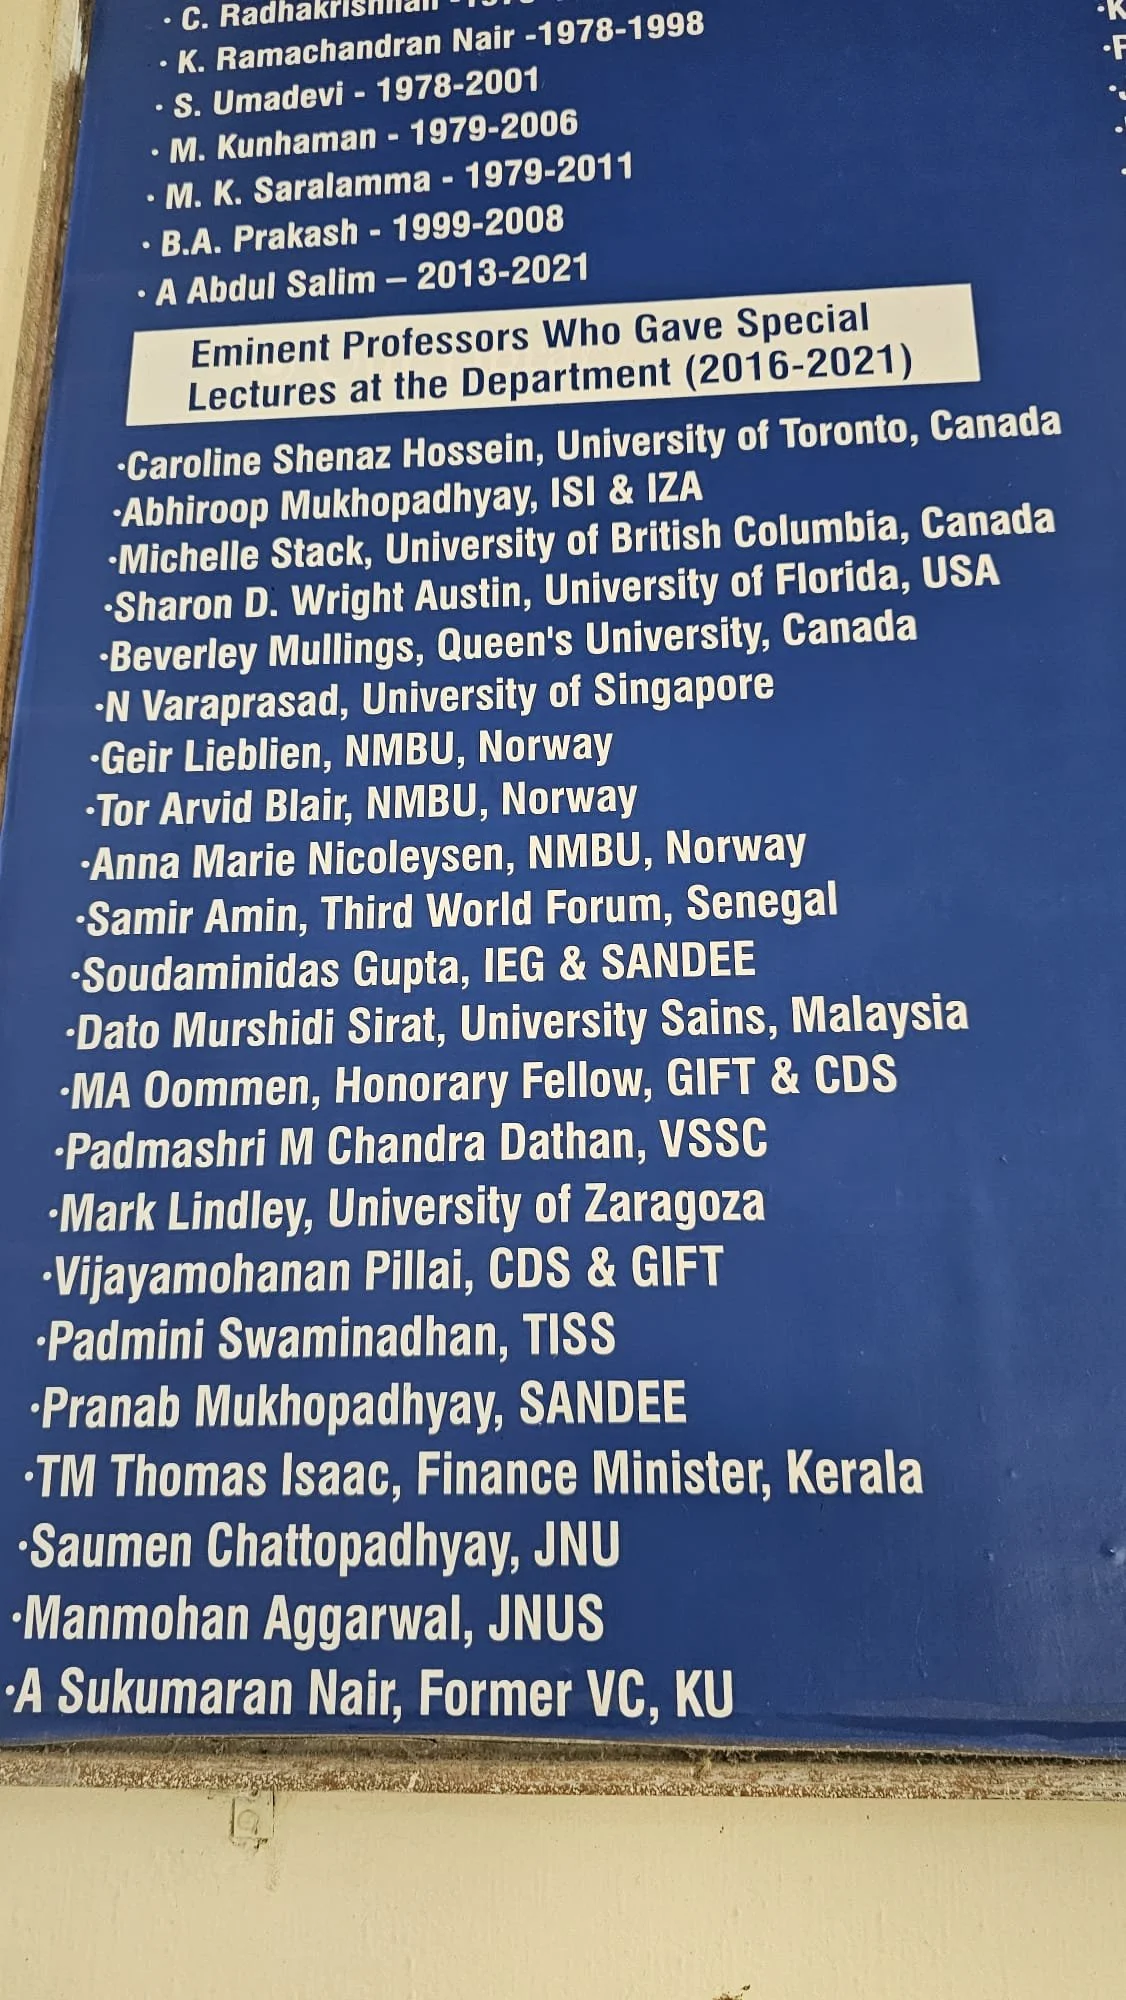 · C. Radhakrishnan
· K. Ramachandran Nair -1978-1998
· S. Umadevi - 1978-2001
· M. Kunhaman - 1979-2006
· M. K. Saralamma - 1979-2011
· B.A. Prakash - 1999-2008
· A Abdul Salim – 2013-2021
Eminent Professors Who Gave Special
Lectures at the Department (2016-2021)
·Caroline Shenaz Hossein, University of Toronto, Canada
·Abhiroop Mukhopadhyay, ISI & IZA
·Michelle Stack, University of British Columbia, Canada
·Sharon D. Wright Austin, University of Florida, USA
·Beverley Mullings, Queen's University, Canada
·N Varaprasad, University of Singapore
·Geir Lieblien, NMBU, Norway
·Tor Arvid Blair, NMBU, Norway
·Anna Marie Nicoleysen, NMBU, Norway
·Samir Amin, Third World Forum, Senegal
·Soudaminidas Gupta, IEG & SANDEE
·Dato Murshidi Sirat, University Sains, Malaysia
·MA Oommen, Honorary Fellow, GIFT & CDS
·Padmashri M Chandra Dathan, VSSC
·Mark Lindley, University of Zaragoza
·Vijayamohanan Pillai, CDS & GIFT
·Padmini Swaminadhan, TISS
·Pranab Mukhopadhyay, SANDEE
·TM Thomas Isaac, Finance Minister, Kerala
·Saumen Chattopadhyay, JNU
·Manmohan Aggarwal, JNUS
·A Sukumaran Nair, Former VC, KU